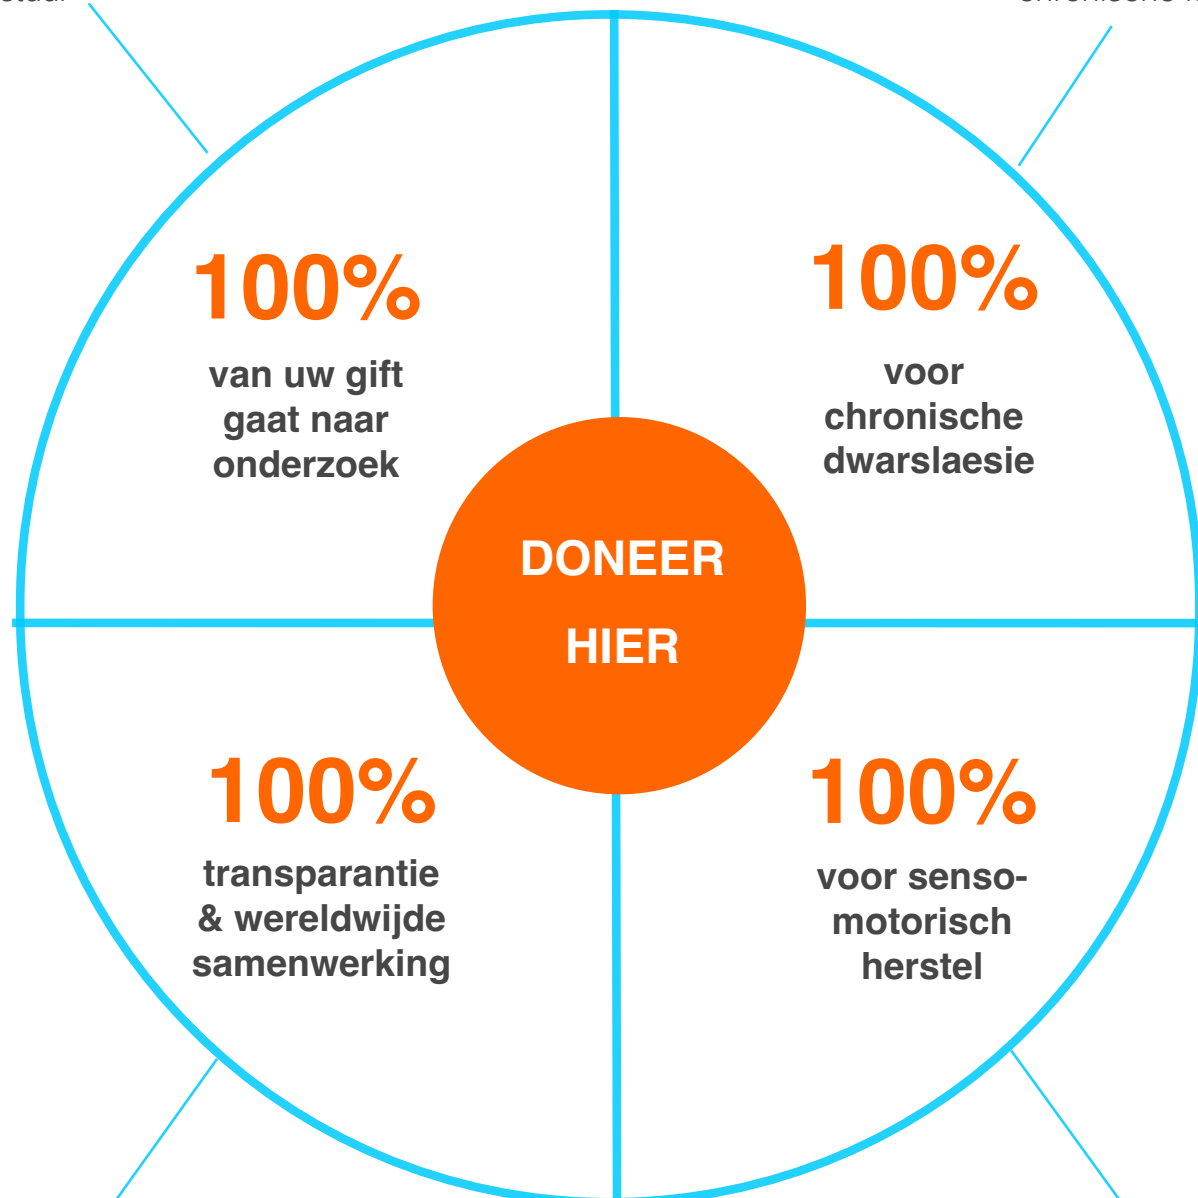 100%
van uw gift
gaat naar
onderzoek
100%
voor
chronische
dwarslaesie
DONEER
HIER
100%
transparantie
& wereldwijde
samenwerking
100%
voor senso-
motorisch
herstel